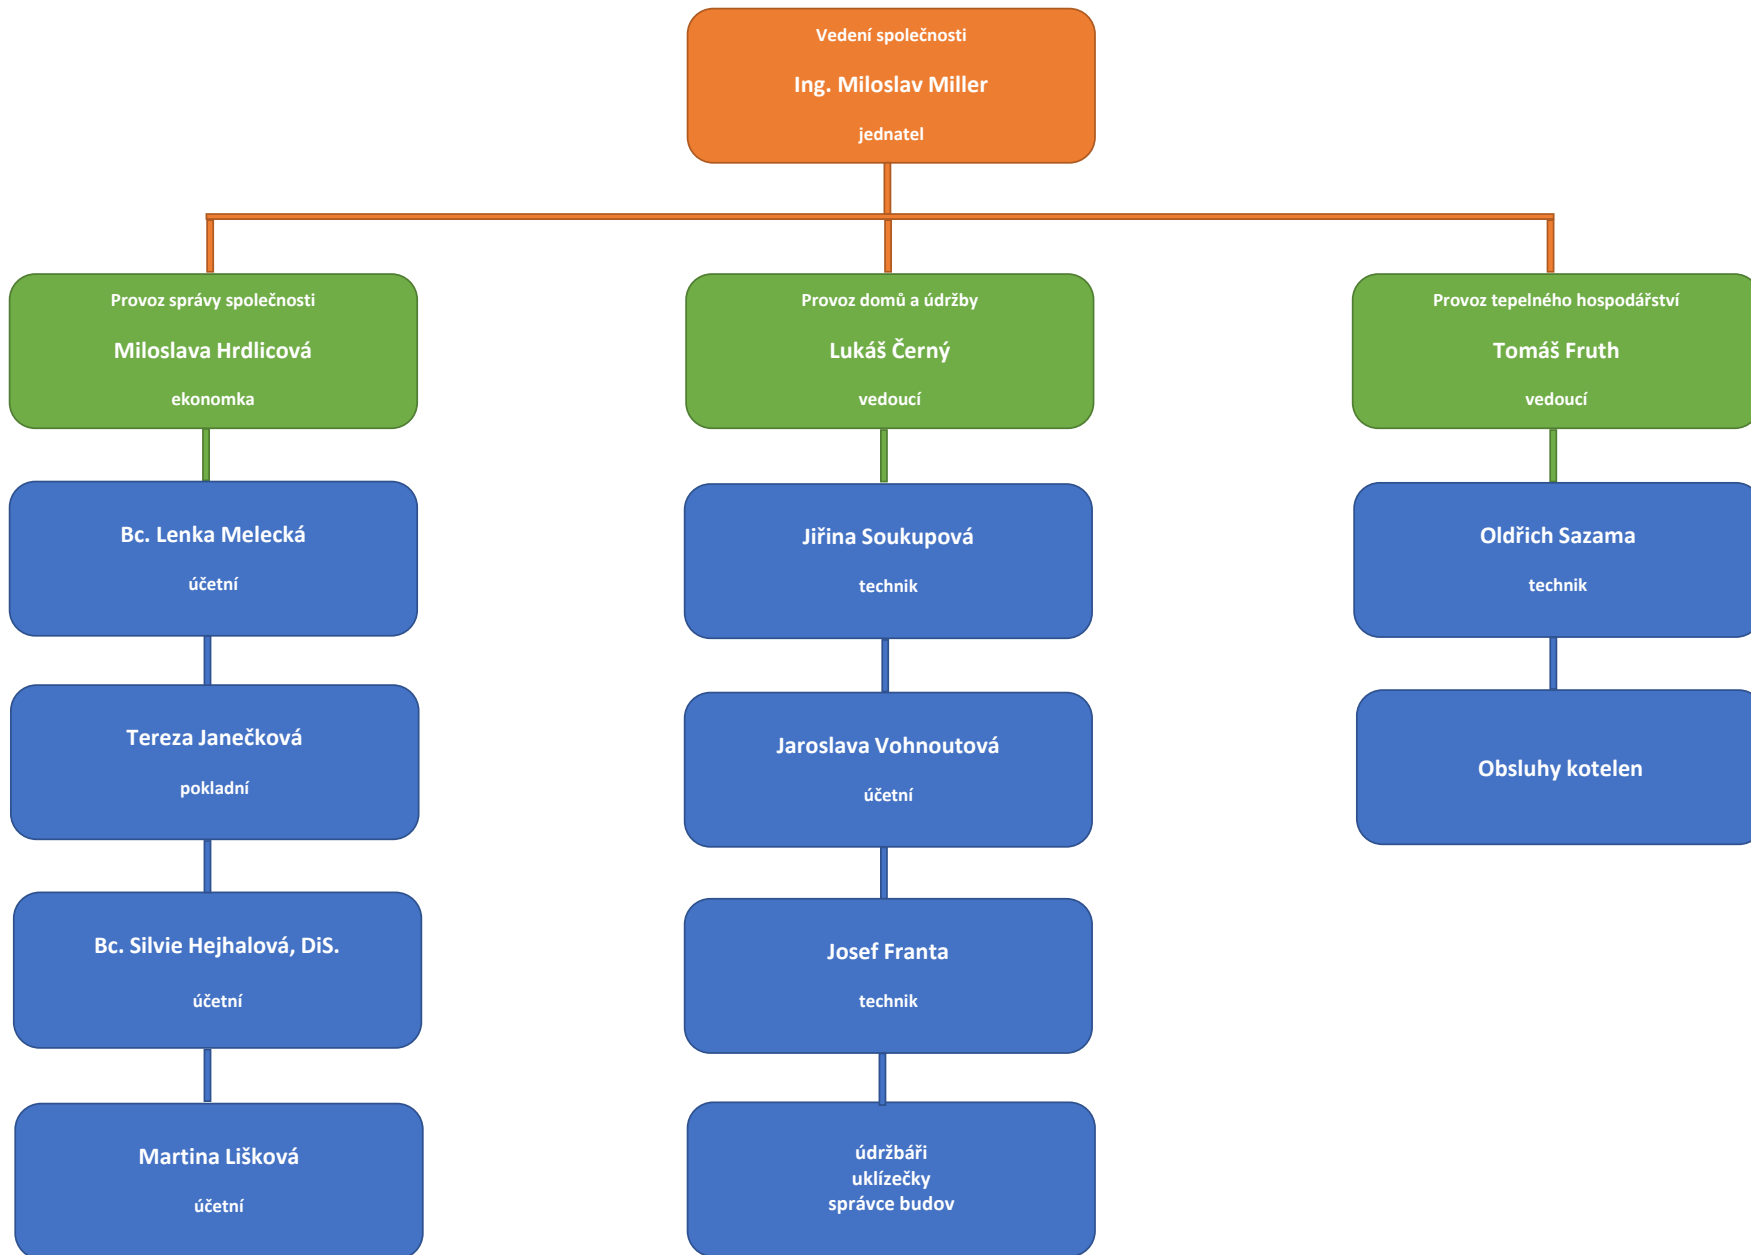 Vedení společnosti
Ing. Miloslav Miller
jednatel
Provoz správy společnosti
Miloslava Hrdlicová
ekonomka
Provoz domů a údržby
Lukáš Černý
vedoucí
Provoz tepelného hospodářství
Tomáš Fruth
vedoucí
Bc. Lenka Melecká
účetní
Jiřina Soukupová
technik
Oldřich Sazama
technik
Tereza Janečková
pokladní
Jaroslava Vohnoutová
účetní
Obsluhy kotelen
Bc. Silvie Hejhalová, DiS.
účetní
Josef Franta
technik
Martina Lišková
účetní
údržbáři
uklízečky
správce budov